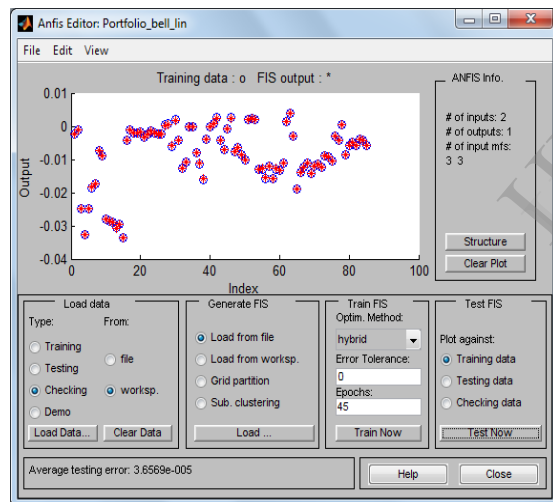 Anfis Editor: Portfolio_bell_lin
File Edit View
Training data : o FIS output : *
0.01
0
-0.01
-0.02
-0.03
-0.04
Output
0 20 40 60 80 100
Index
ANFIS Info.
# of inputs: 2
# of outputs: 1
# of input mfs:
3 3
Structure
Clear Plot
Load data
Type: From:
Training
Testing
Checking
Demo
file
worksp.
Load Data... Clear Data
Generate FIS
Load from file
Load from worksp.
Grid partition
Sub. clustering
Load ...
Train FIS
Optim. Method:
hybrid
Error Tolerance:
0
Epochs:
45
Train Now
Test FIS
Plot against:
Training data
Testing data
Checking data
Test Now
Average testing error: 3.6569e-005
Help Close